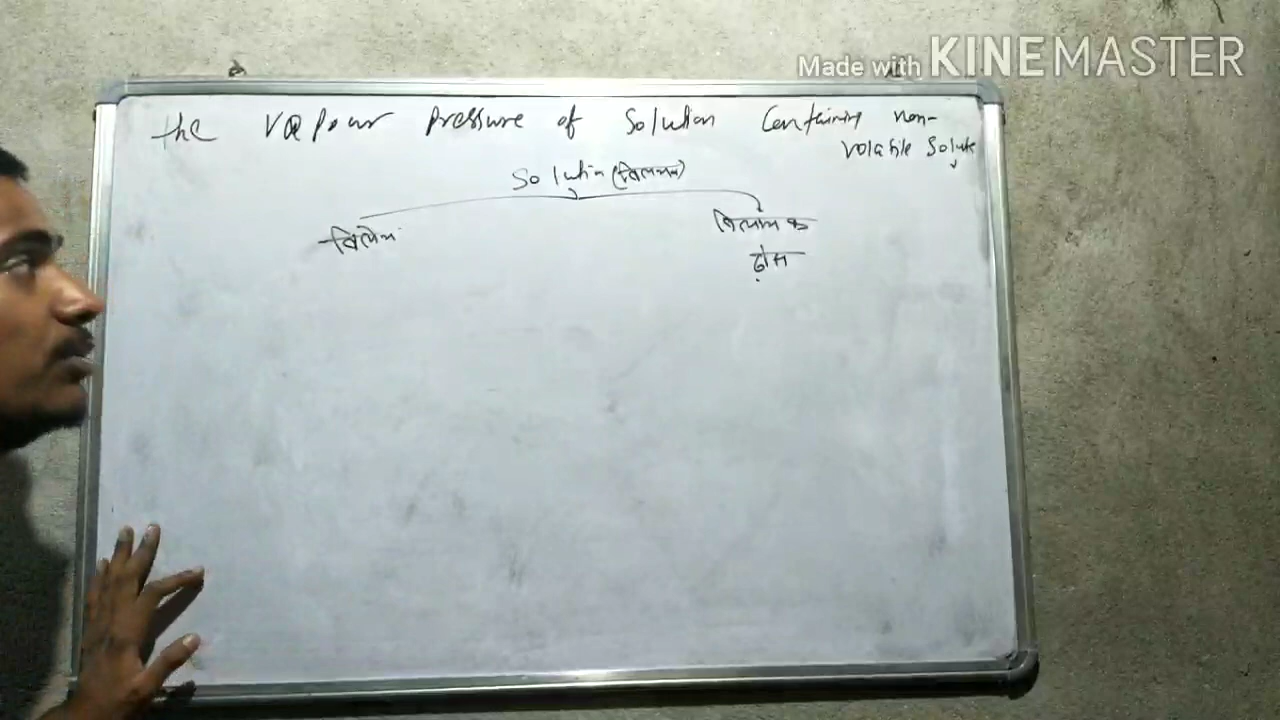 Made with KINEMASTER
the Vapour Pressure of Solution Containing non-
volatile Solute
Solution (विलयन)
विलेय विलायक
ठोस